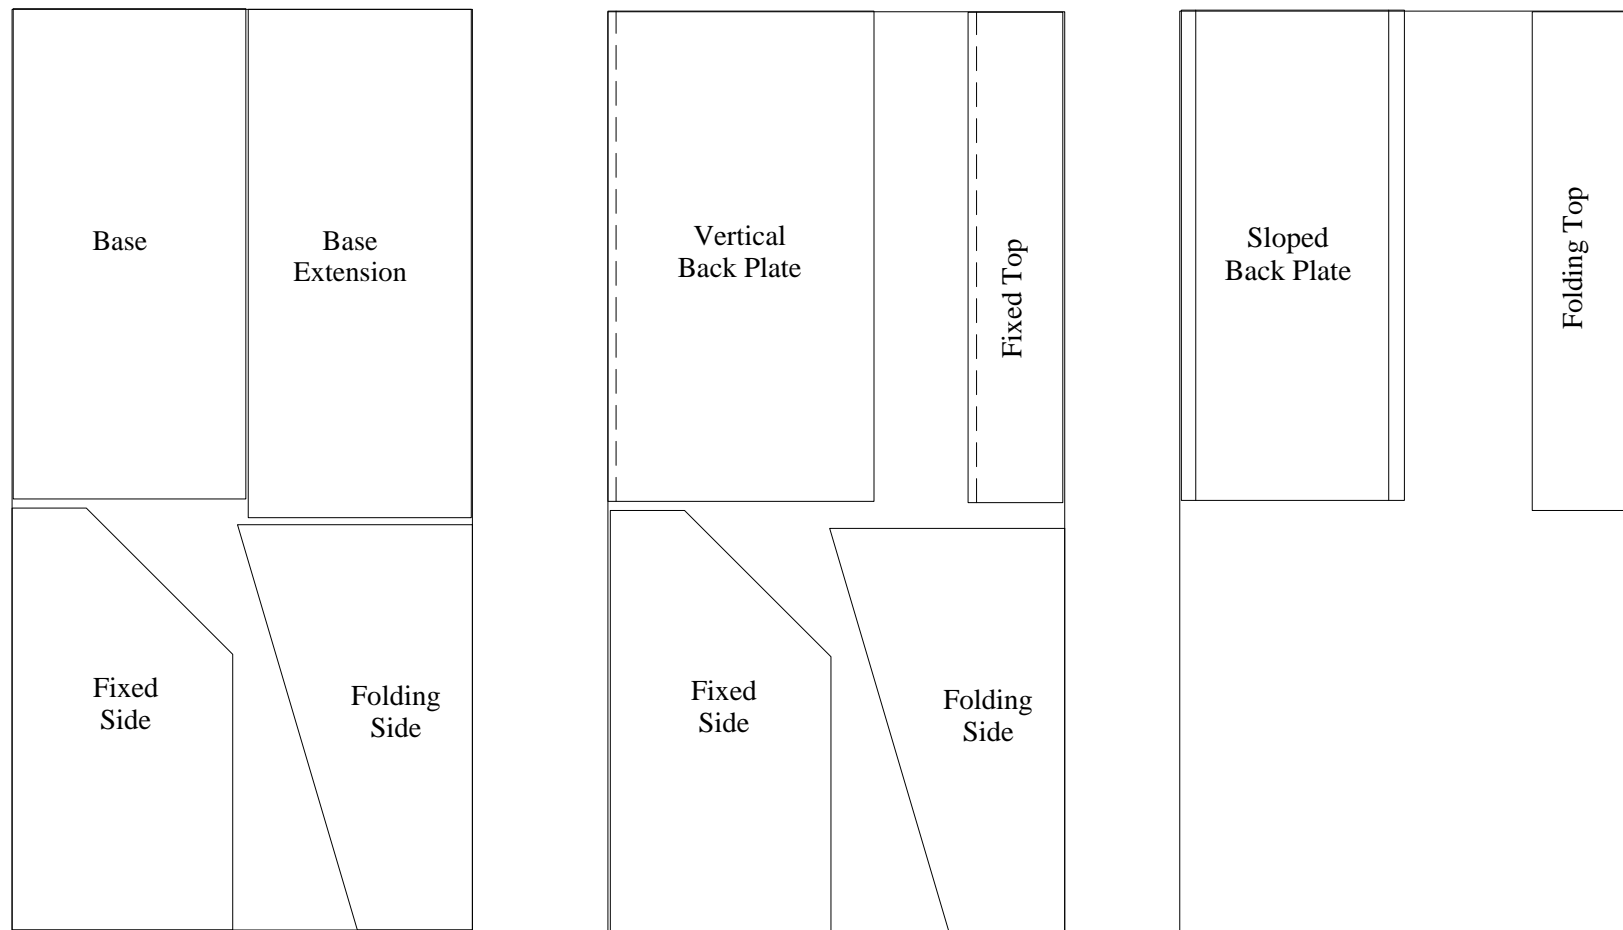 Base
Base
Extension
Fixed
Side
Folding
Side
Vertical
Back Plate
Fixed Top
Fixed
Side
Folding
Side
Sloped
Back Plate
Folding Top